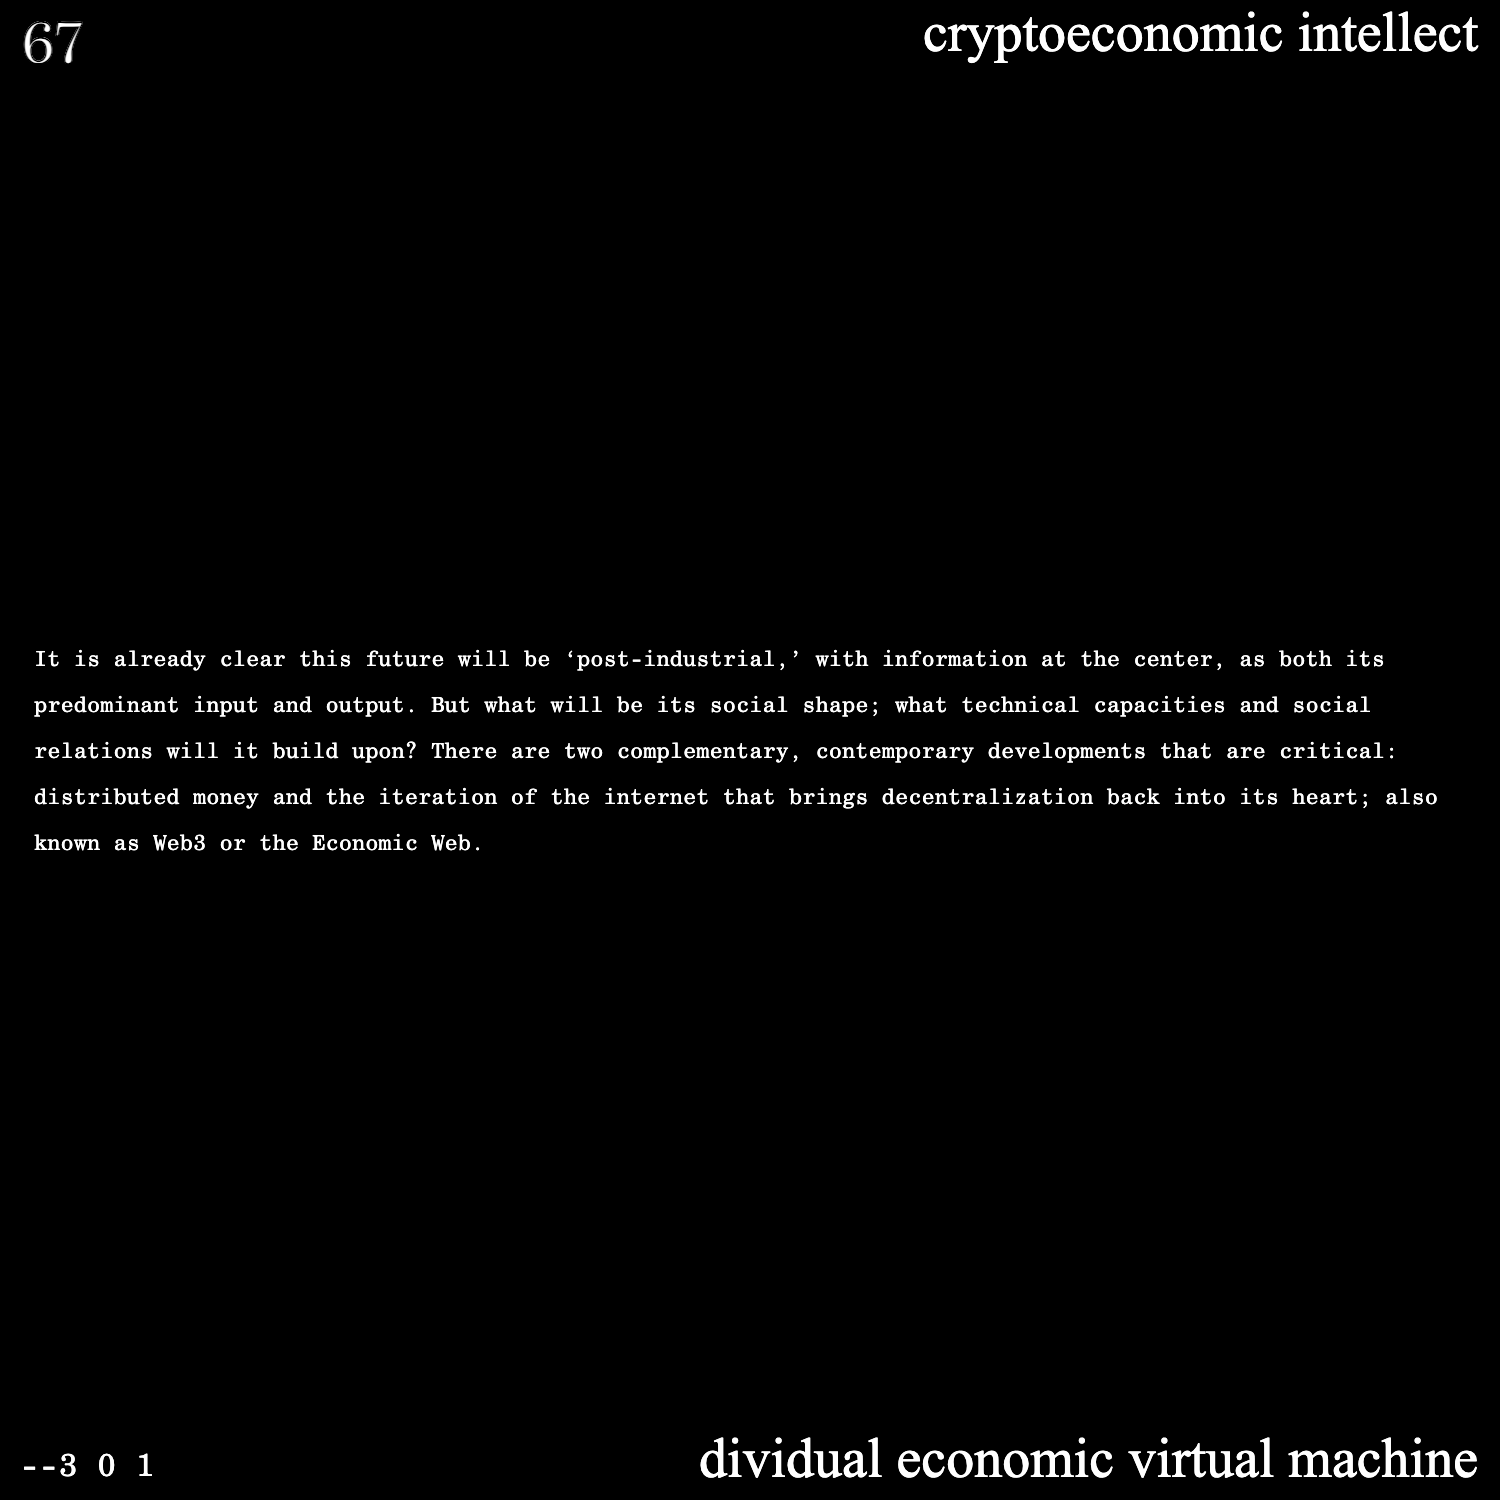 67
cryptoeconomic intellect
It is already clear this future will be ‘post-industrial,’ with information at the center, as both its
predominant input and output. But what will be its social shape; what technical capacities and social
relations will it build upon? There are two complementary, contemporary developments that are critical:
distributed money and the iteration of the internet that brings decentralization back into its heart; also
known as Web3 or the Economic Web.
--3 0 1
dividual economic virtual machine